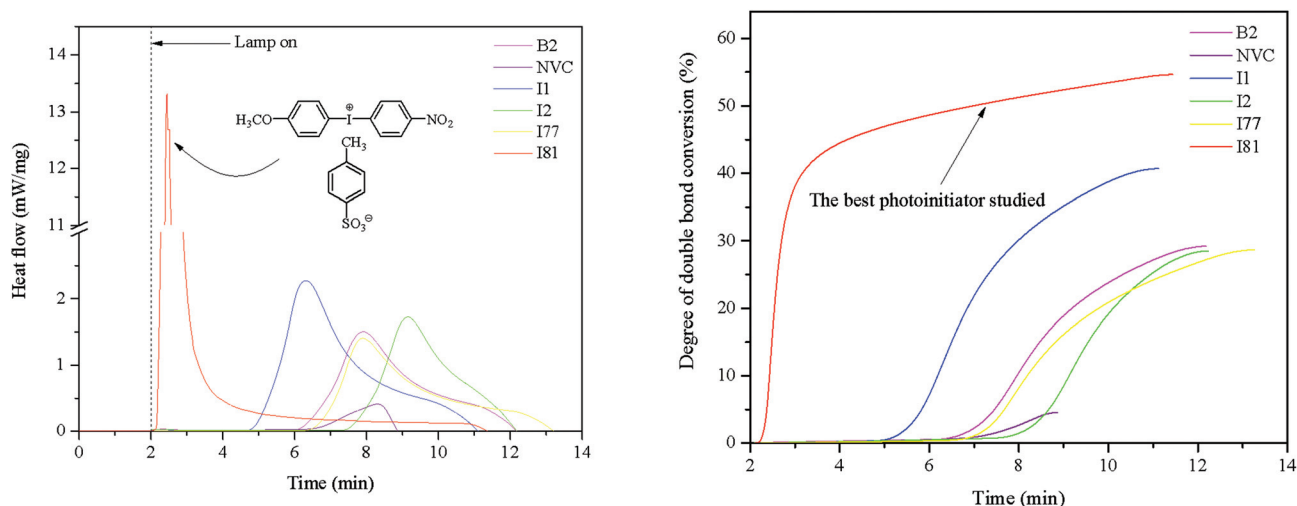 Lamp on
B2
NVC
I1
I2
I77
I81
CH₃O
I
⊕
NO₂
CH₃
SO₃
⊖
Heat flow (mW/mg)
14
13
12
11
2
1
0
0 2 4 6 8 10 12 14
Time (min)
B2
NVC
I1
I2
I77
I81
The best photoinitiator studied
Degree of double bond conversion (%)
60
50
40
30
20
10
0
2 4 6 8 10 12 14
Time (min)